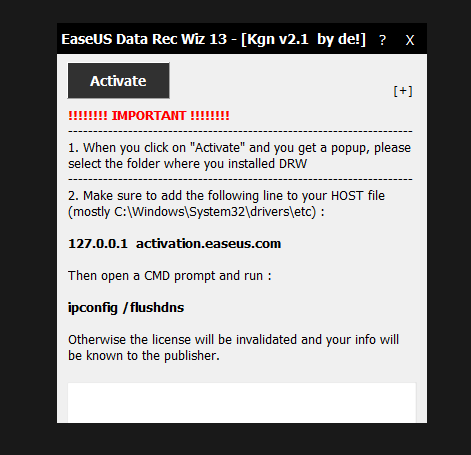 EaseUS Data Rec Wiz 13 - [Kgn v2.1 by de!] ? X
Activate
[+]
!!!!!!!! IMPORTANT !!!!!!!!
--------------------------------------------------------------------
1. When you click on "Activate" and you get a popup, please
select the folder where you installed DRW
--------------------------------------------------------------------
2. Make sure to add the following line to your HOST file
(mostly C:\Windows\System32\drivers\etc) :
127.0.0.1 activation.easeus.com
Then open a CMD prompt and run :
ipconfig /flushdns
Otherwise the license will be invalidated and your info will
be known to the publisher.